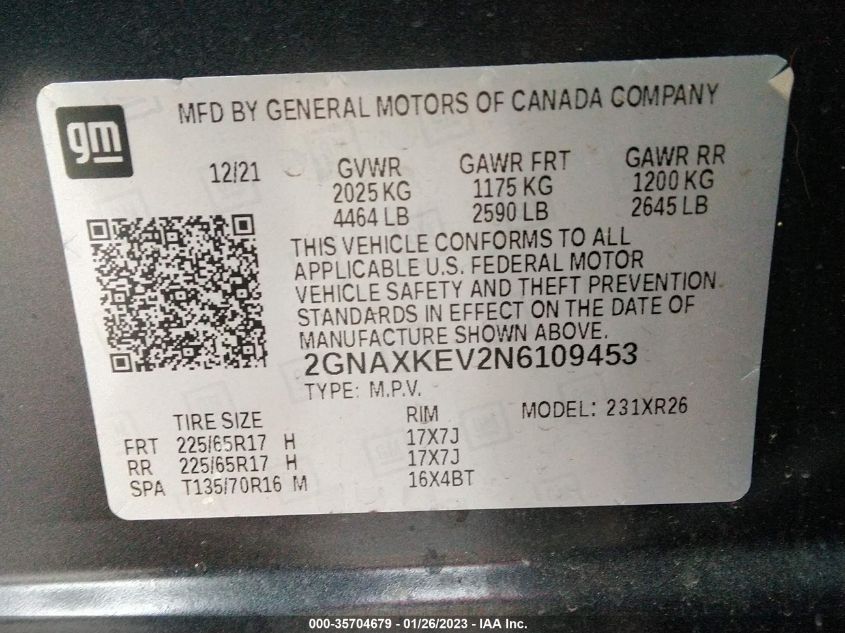 MFD BY GENERAL MOTORS OF CANADA COMPANY
gm
12/21 GVWR GAWR FRT GAWR RR
2025 KG 1175 KG 1200 KG
4464 LB 2590 LB 2645 LB
THIS VEHICLE CONFORMS TO ALL
APPLICABLE U.S. FEDERAL MOTOR
VEHICLE SAFETY AND THEFT PREVENTION
STANDARDS IN EFFECT ON THE DATE OF
MANUFACTURE SHOWN ABOVE.
2GNAXKEV2N6109453
TYPE: M.P.V.
TIRE SIZE RIM MODEL: 231XR26
FRT 225/65R17 H 17X7J
RR 225/65R17 H 17X7J
SPA T135/70R16 M 16X4BT
000-35704679 / 01/26/2023 - IAA Inc.